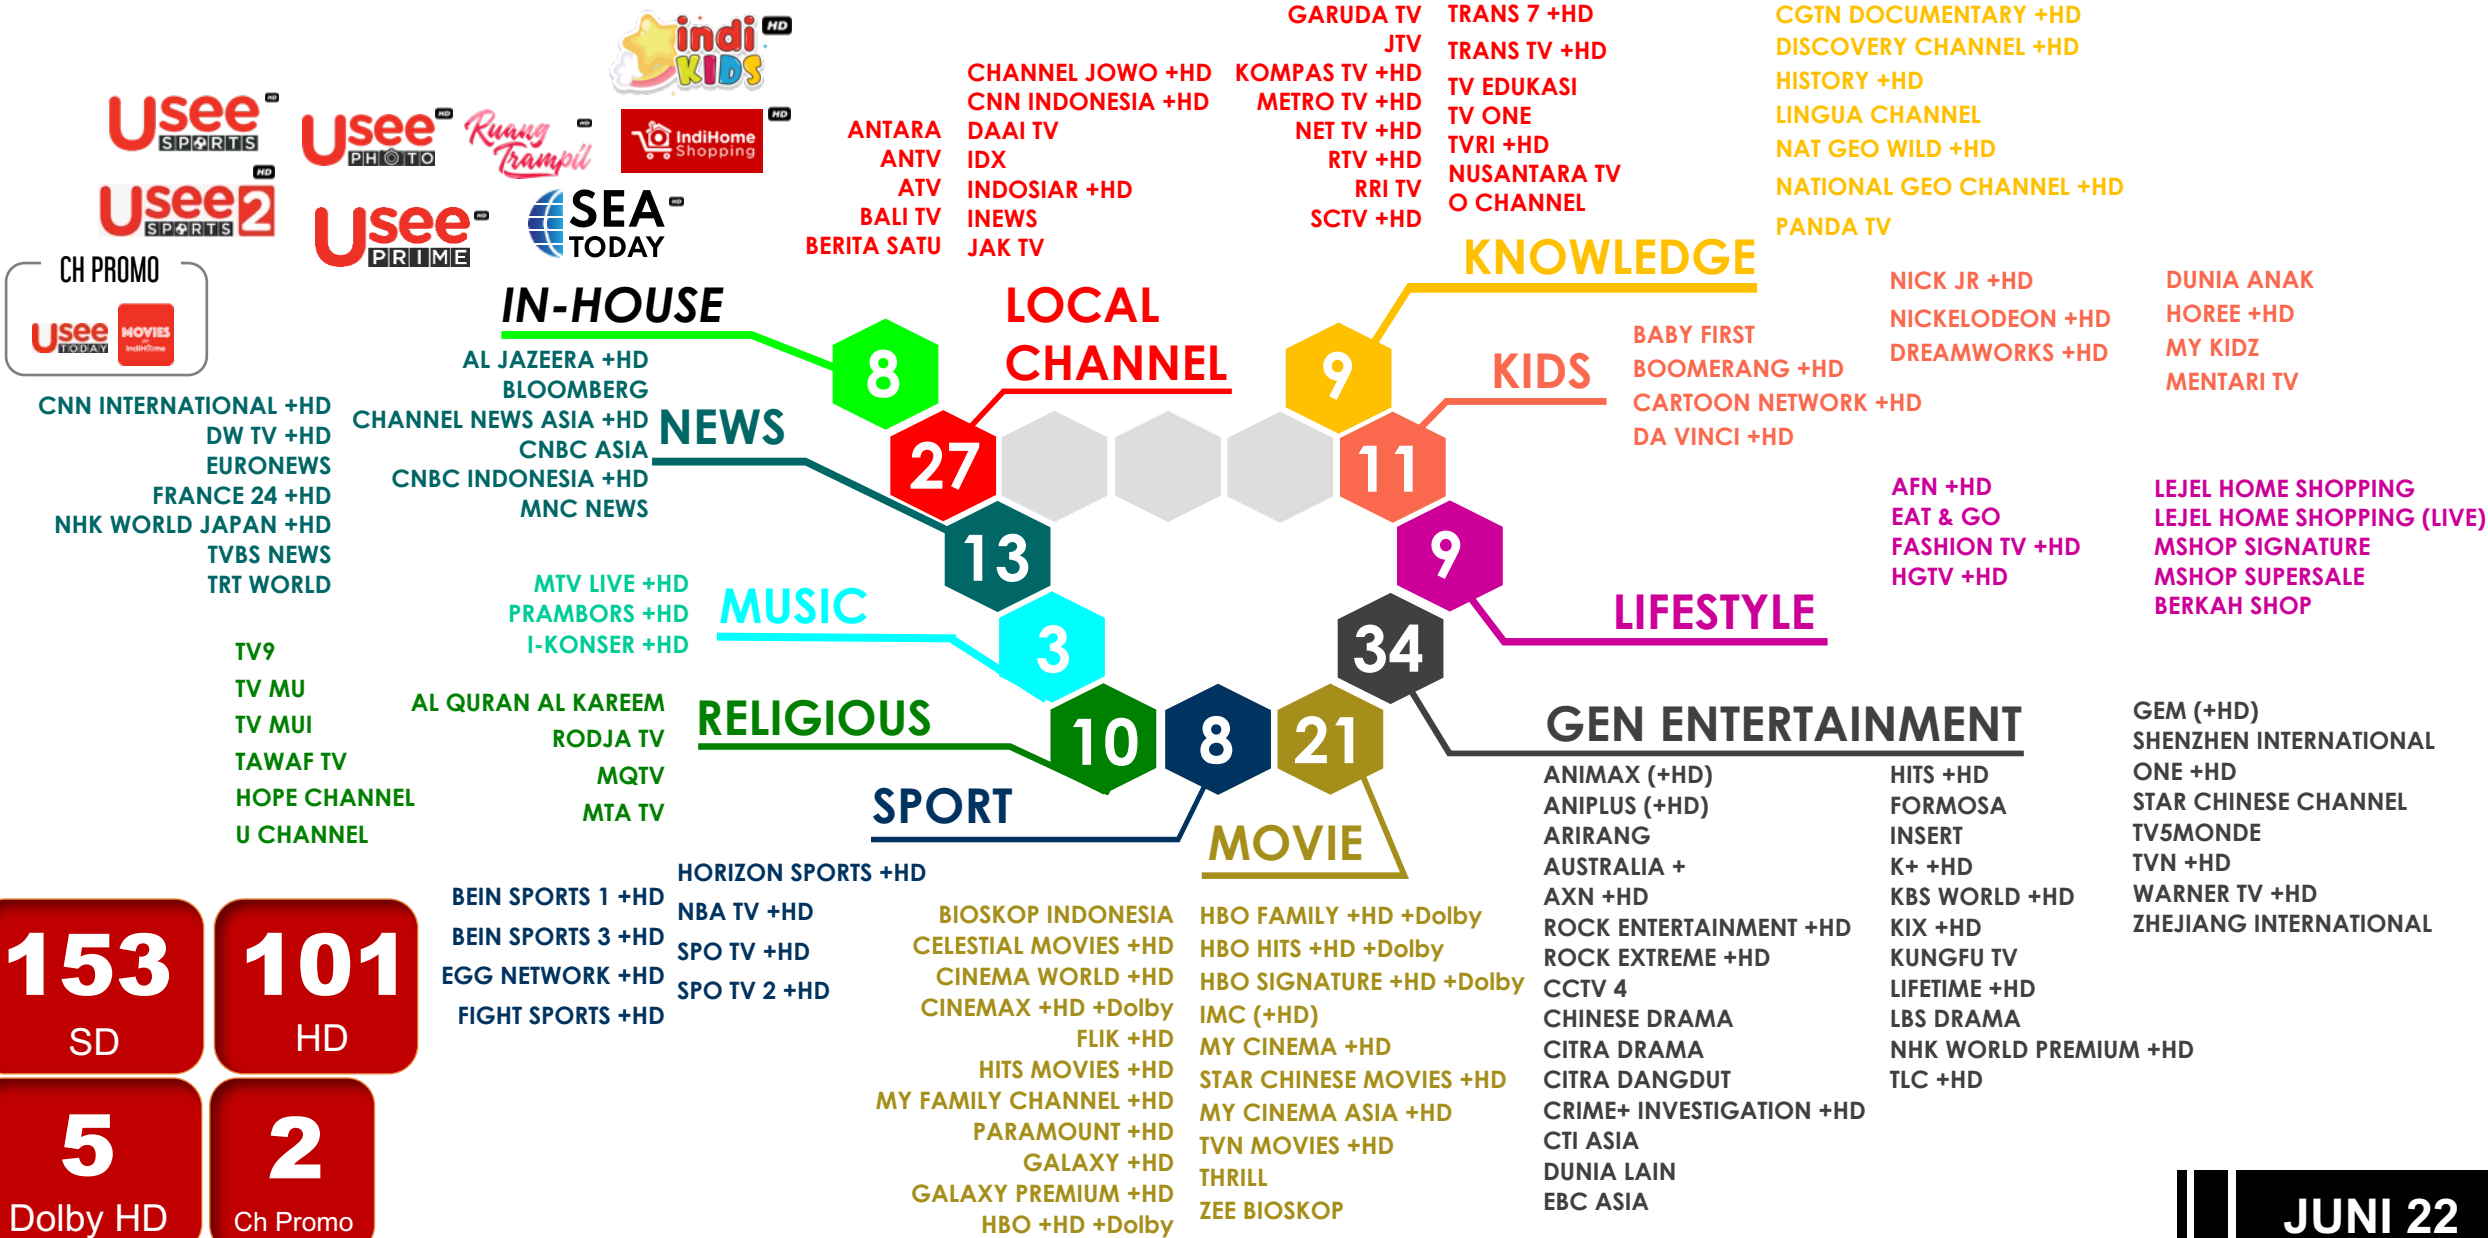 indi HD
KIDS
Usee HD
SPORTS
Usee HD
PHOTO
Ruang HD
Trampil
IndiHome HD
Shopping
Usee2 HD
SPORTS
Usee HD
PRIME
SEA HD
TODAY
CH PROMO
Usee
TODAY
MOVIES
IndiHome
IN-HOUSE
8
ANTARA
ANTV
ATV
BALI TV
BERITA SATU
CHANNEL JOWO +HD
CNN INDONESIA +HD
DAAI TV
IDX
INDOSIAR +HD
INEWS
JAK TV
GARUDA TV
JTV
KOMPAS TV +HD
METRO TV +HD
NET TV +HD
RTV +HD
RRI TV
SCTV +HD
TRANS 7 +HD
TRANS TV +HD
TV EDUKASI
TV ONE
TVRI +HD
NUSANTARA TV
O CHANNEL
LOCAL
CHANNEL
27
CGTN DOCUMENTARY +HD
DISCOVERY CHANNEL +HD
HISTORY +HD
LINGUA CHANNEL
NAT GEO WILD +HD
NATIONAL GEO CHANNEL +HD
PANDA TV
KNOWLEDGE
9
KIDS
11
BABY FIRST
BOOMERANG +HD
CARTOON NETWORK +HD
DA VINCI +HD
NICK JR +HD
NICKELODEON +HD
DREAMWORKS +HD
DUNIA ANAK
HOREE +HD
MY KIDZ
MENTARI TV
AL JAZEERA +HD
BLOOMBERG
CHANNEL NEWS ASIA +HD
CNBC ASIA
CNBC INDONESIA +HD
MNC NEWS
CNN INTERNATIONAL +HD
DW TV +HD
EURONEWS
FRANCE 24 +HD
NHK WORLD JAPAN +HD
TVBS NEWS
TRT WORLD
NEWS
13
AFN +HD
EAT & GO
FASHION TV +HD
HGTV +HD
LEJEL HOME SHOPPING
LEJEL HOME SHOPPING (LIVE)
MSHOP SIGNATURE
MSHOP SUPERSALE
BERKAH SHOP
LIFESTYLE
9
MTV LIVE +HD
PRAMBORS +HD
I-KONSER +HD
MUSIC
3
TV9
TV MU
TV MUI
TAWAF TV
HOPE CHANNEL
U CHANNEL
AL QURAN AL KAREEM
RODJA TV
MQTV
MTA TV
RELIGIOUS
10
SPORT
8
BEIN SPORTS 1 +HD
BEIN SPORTS 3 +HD
EGG NETWORK +HD
FIGHT SPORTS +HD
HORIZON SPORTS +HD
NBA TV +HD
SPO TV +HD
SPO TV 2 +HD
MOVIE
21
BIOSKOP INDONESIA
CELESTIAL MOVIES +HD
CINEMA WORLD +HD
CINEMAX +HD +Dolby
FLIK +HD
HITS MOVIES +HD
MY FAMILY CHANNEL +HD
PARAMOUNT +HD
GALAXY +HD
GALAXY PREMIUM +HD
HBO +HD +Dolby
HBO FAMILY +HD +Dolby
HBO HITS +HD +Dolby
HBO SIGNATURE +HD +Dolby
IMC (+HD)
MY CINEMA +HD
STAR CHINESE MOVIES +HD
MY CINEMA ASIA +HD
TVN MOVIES +HD
THRILL
ZEE BIOSKOP
34
GEN ENTERTAINMENT
ANIMAX (+HD)
ANIPLUS (+HD)
ARIRANG
AUSTRALIA +
AXN +HD
ROCK ENTERTAINMENT +HD
ROCK EXTREME +HD
CCTV 4
CHINESE DRAMA
CITRA DRAMA
CITRA DANGDUT
CRIME+ INVESTIGATION +HD
CTI ASIA
DUNIA LAIN
EBC ASIA
HITS +HD
FORMOSA
INSERT
K+ +HD
KBS WORLD +HD
KIX +HD
KUNGFU TV
LIFETIME +HD
LBS DRAMA
NHK WORLD PREMIUM +HD
TLC +HD
GEM (+HD)
SHENZHEN INTERNATIONAL
ONE +HD
STAR CHINESE CHANNEL
TV5MONDE
TVN +HD
WARNER TV +HD
ZHEJIANG INTERNATIONAL
153
SD
101
HD
5
Dolby HD
2
Ch Promo
JUNI 22